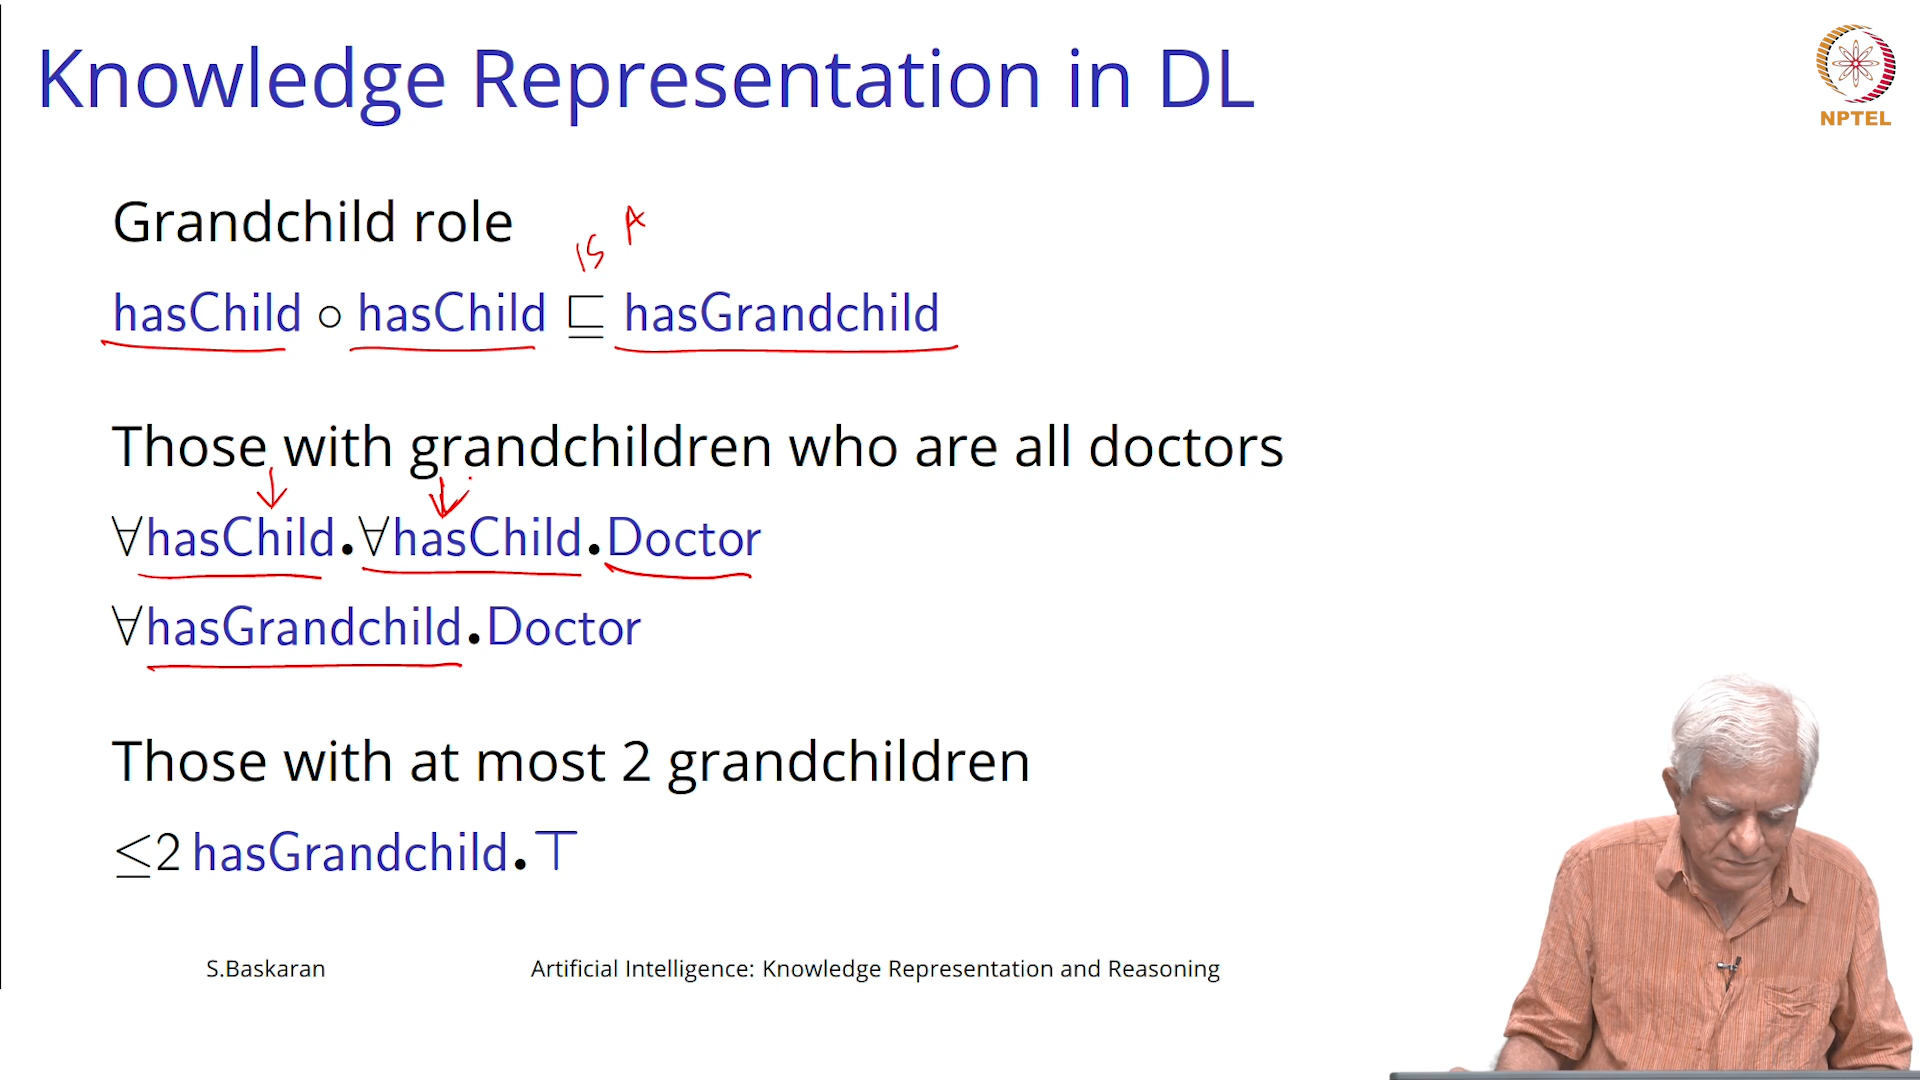 Knowledge Representation in DL
NPTEL
Grandchild role
IS A
hasChild ∘ hasChild ⊑ hasGrandchild
Those with grandchildren who are all doctors
∀hasChild.∀hasChild.Doctor
∀hasGrandchild.Doctor
Those with at most 2 grandchildren
≤2 hasGrandchild.⊤
S.Baskaran
Artificial Intelligence: Knowledge Representation and Reasoning